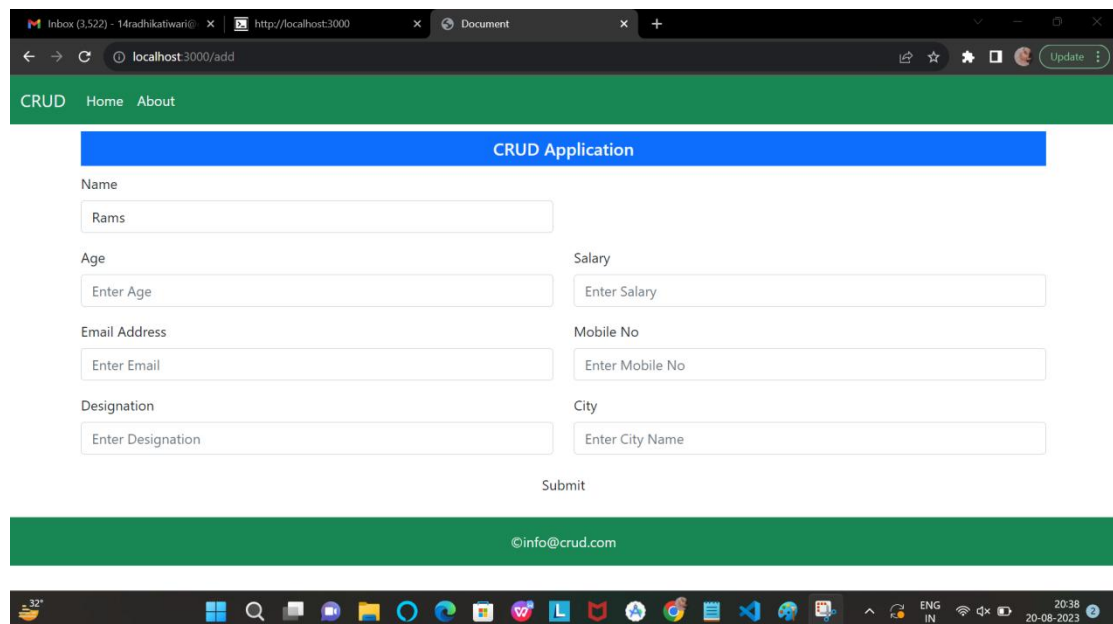 Inbox (3,522) - 14radhikatiwari@ http://localhost:3000 Document
localhost:3000/add Update
CRUD Home About
CRUD Application
Name
Rams
Age Salary
Enter Age Enter Salary
Email Address Mobile No
Enter Email Enter Mobile No
Designation City
Enter Designation Enter City Name
Submit
©info@crud.com
32° ENG 20:38
IN 20-08-2023 2